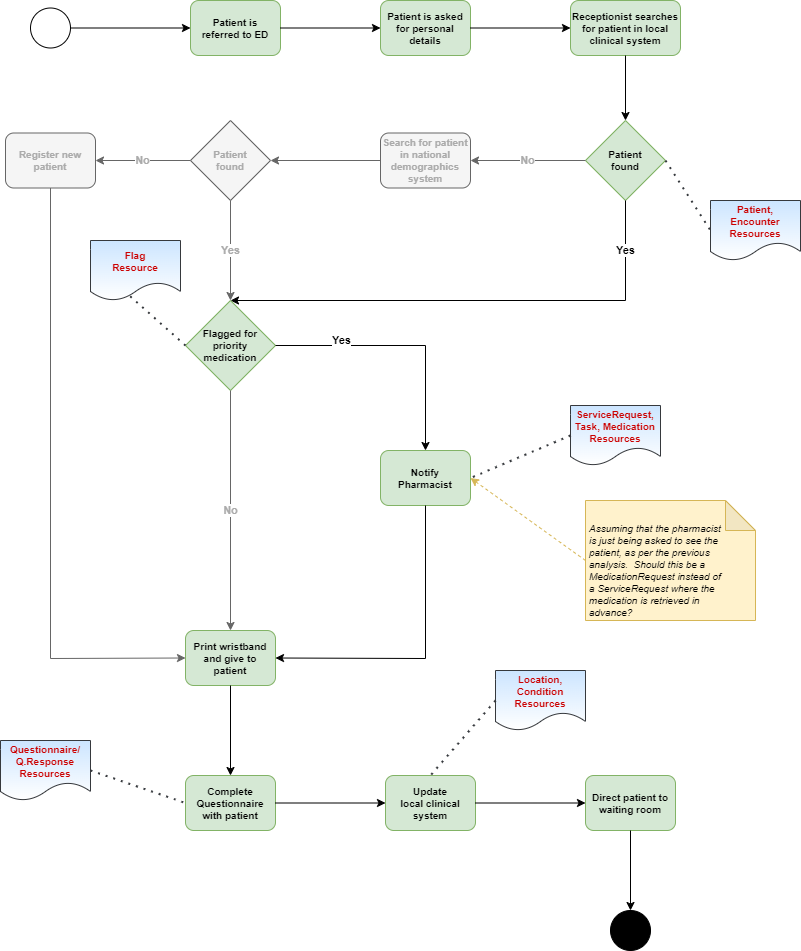 Patient is
referred to ED
Patient is asked
for personal
details
Receptionist searches
for patient in local
clinical system
Register new
patient
No
Patient
found
Search for patient
in national
demographics
system
No
Patient
found
Patient,
Encounter
Resources
Yes
Yes
Flag
Resource
Flagged for
priority
medication
Yes
ServiceRequest,
Task, Medication
Resources
Notify
Pharmacist
No
Assuming that the pharmacist
is just being asked to see the
patient, as per the previous
analysis.  Should this be a
MedicationRequest instead of
a ServiceRequest where the
medication is retrieved in
advance?
Print wristband
and give to
patient
Location,
Condition
Resources
Questionnaire/
Q.Response
Resources
Complete
Questionnaire
with patient
Update
local clinical
system
Direct patient to
waiting room